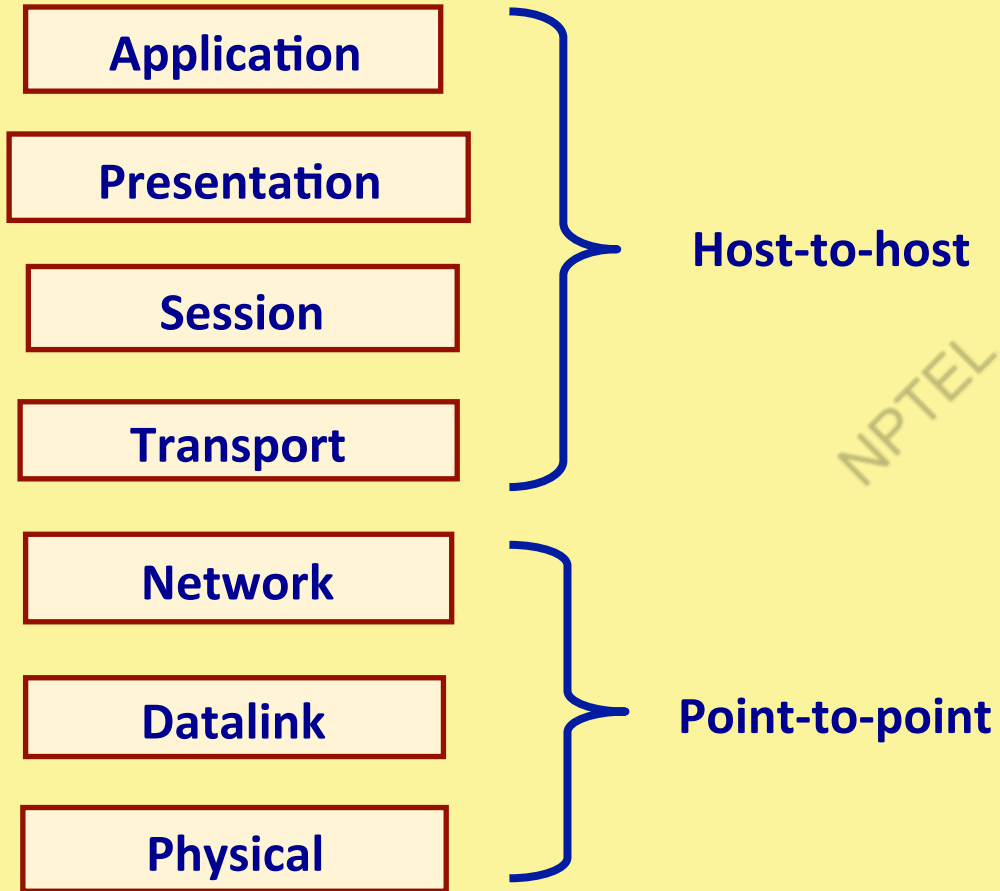 Application
Presentation
Session
Transport
Host-to-host
NPTEL
Network
Datalink
Physical
Point-to-point